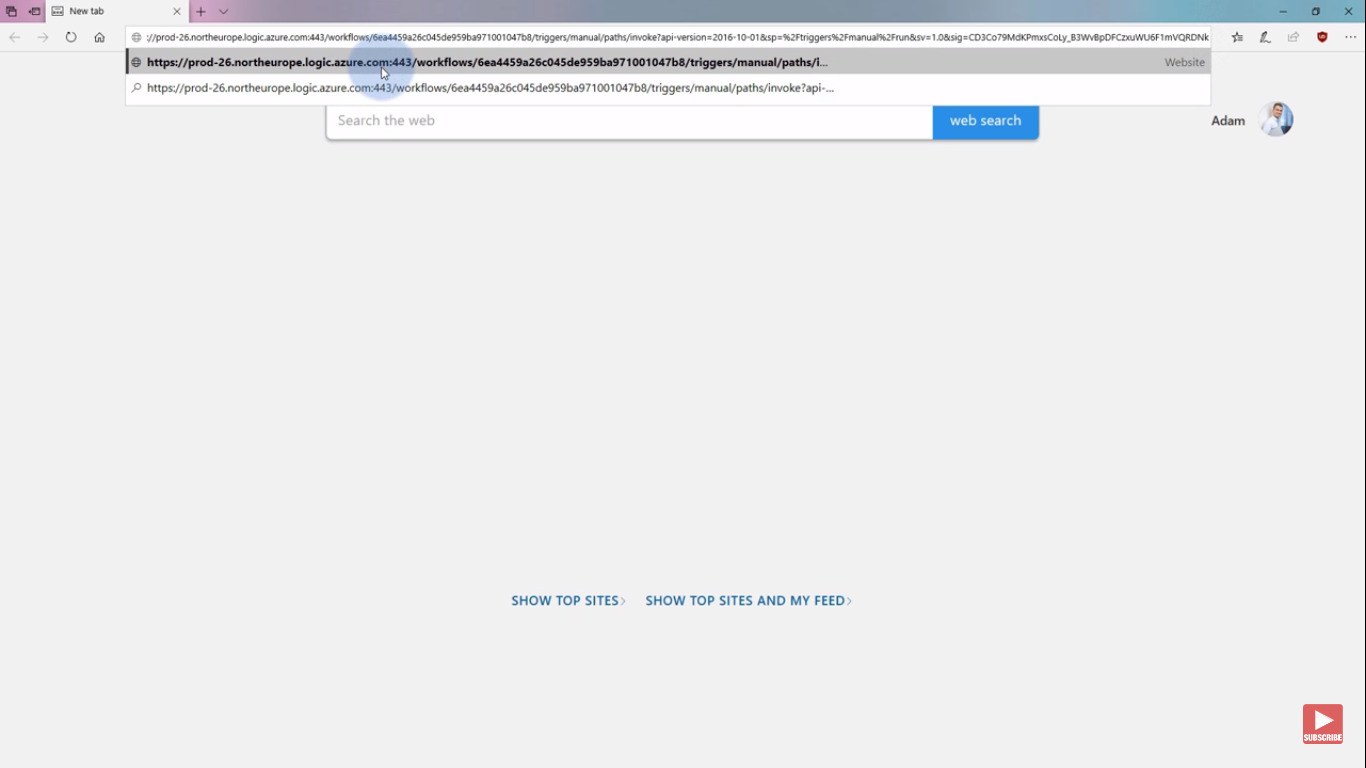 New tab
://prod-26.northeurope.logic.azure.com:443/workflows/6ea4459a26c045de959ba971001047b8/triggers/manual/paths/invoke?api-version=2016-10-01&sp=%2Ftriggers%2Fmanual%2Frun&sv=1.0&sig=CD3Co79MdKPmxsCoLy_B3WvBpDFCzxuWU6F1mVQRDNk
https://prod-26.northeurope.logic.azure.com:443/workflows/6ea4459a26c045de959ba971001047b8/triggers/manual/paths/i... Website
https://prod-26.northeurope.logic.azure.com:443/workflows/6ea4459a26c045de959ba971001047b8/triggers/manual/paths/invoke?api-...
Search the web web search Adam
SHOW TOP SITES> SHOW TOP SITES AND MY FEED>
SUBSCRIBE